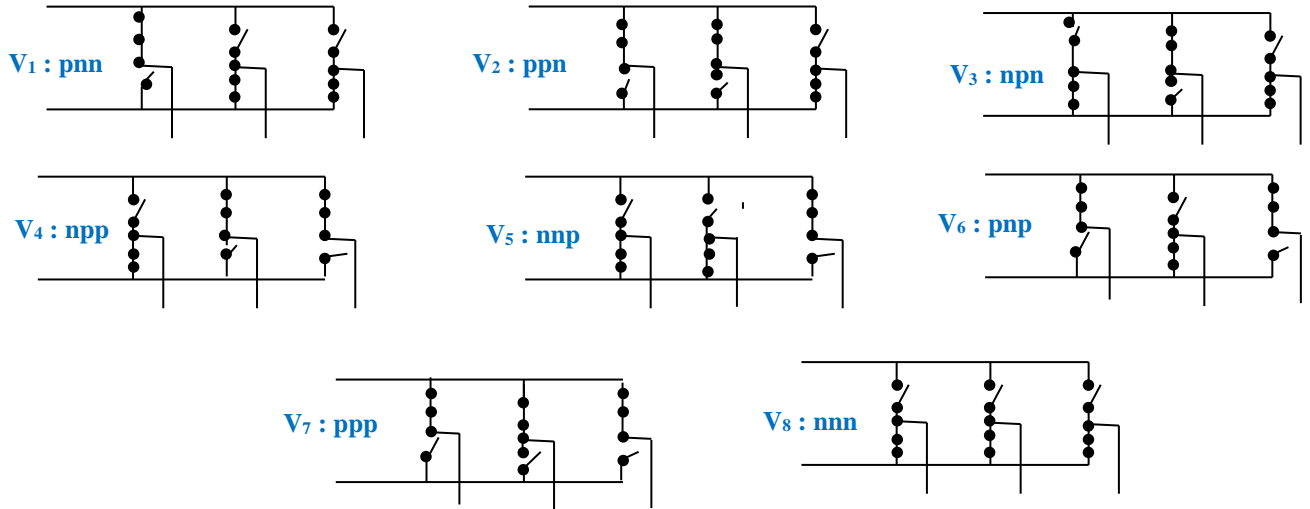 V₁ : pnn
V₂ : ppn
V₃ : npn
V₄ : npp
V₅ : nnp
V₆ : pnp
V₇ : ppp
V₈ : nnn